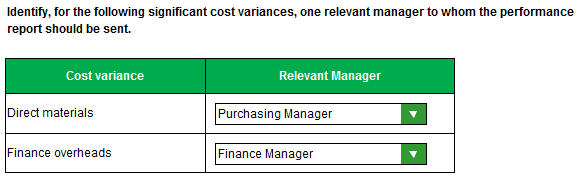 Identify, for the following significant cost variances, one relevant manager to whom the performance
report should be sent.
Cost variance Relevant Manager
Direct materials Purchasing Manager
Finance overheads Finance Manager